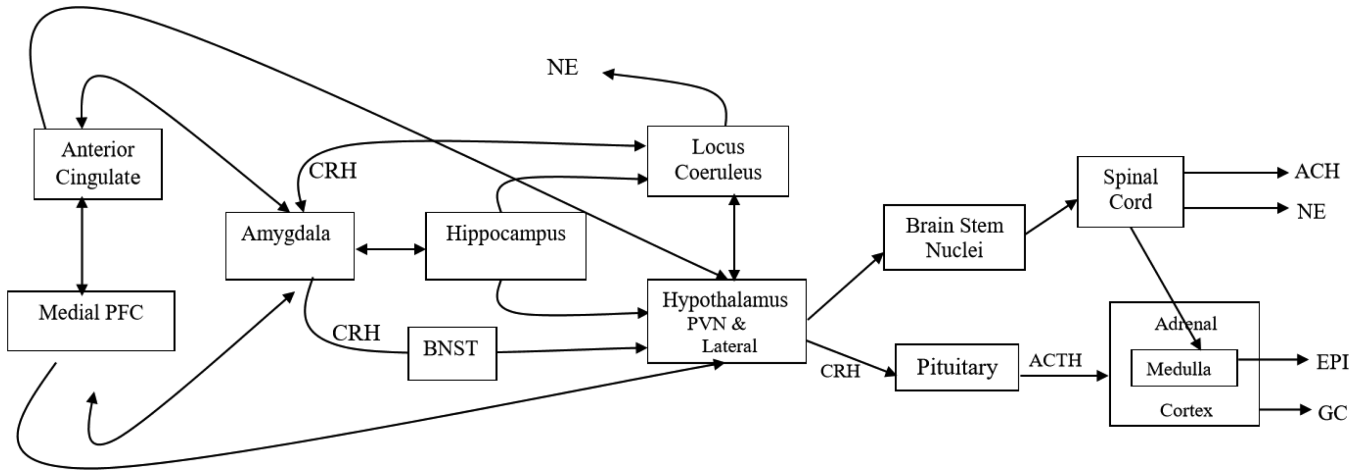 NE
Anterior
Cingulate
CRH
Locus
Coeruleus
Spinal
Cord
ACH
NE
Amygdala
Hippocampus
Brain Stem
Nuclei
Medial PFC
Hypothalamus
PVN &
Lateral
CRH
BNST
CRH
Pituitary
ACTH
Adrenal
Medulla
Cortex
EPI
GC